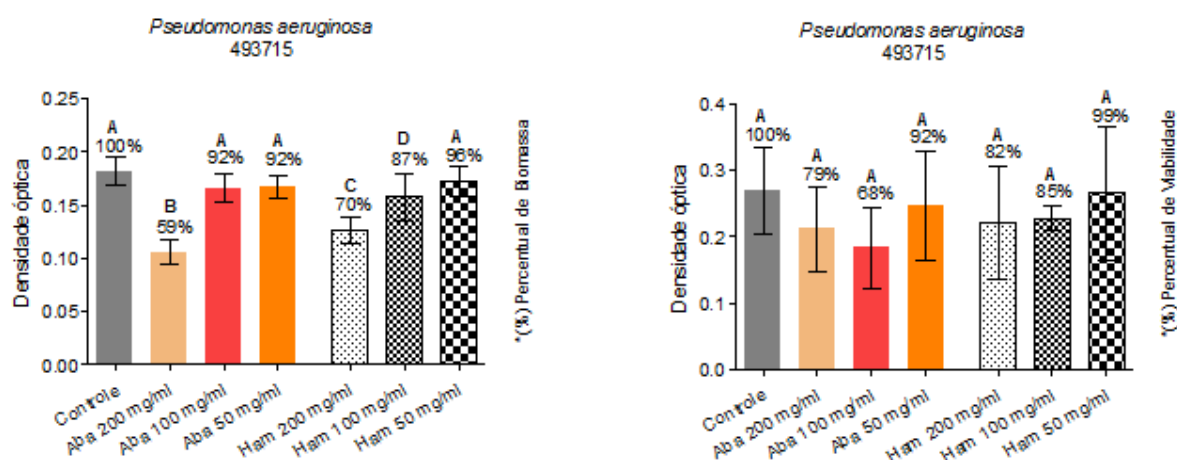 Pseudomonas aeruginosa
493715
Densidade óptica
0.25
0.20
0.15
0.10
0.05
0.00
A
100%
B
59%
A
92%
A
92%
C
70%
D
87%
A
96%
Controle
Aba 200 mg/ml
Aba 100 mg/ml
Aba 50 mg/ml
Ham 200 mg/ml
Ham 100 mg/ml
Ham 50 mg/ml
*(%) Percentual de Biomassa
Pseudomonas aeruginosa
493715
Densidade óptica
0.4
0.3
0.2
0.1
0.0
A
100%
A
79%
A
68%
A
92%
A
82%
A
85%
A
99%
Controle
Aba 200 mg/ml
Aba 100 mg/ml
Aba 50 mg/ml
Ham 200 mg/ml
Ham 100 mg/ml
Ham 50 mg/ml
*(%) Percentual de Viabilidade